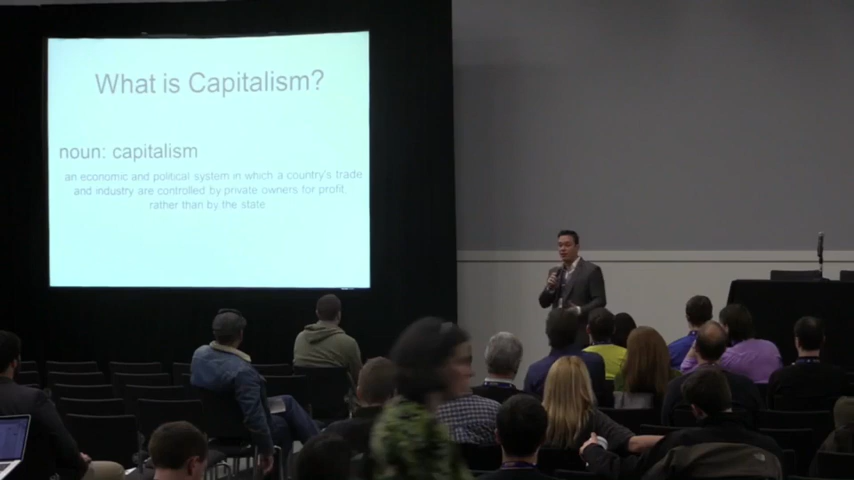 What is Capitalism?
noun: capitalism
an economic and political system in which a country's trade
and industry are controlled by private owners for profit,
rather than by the state